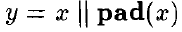 y = x || pad(x)